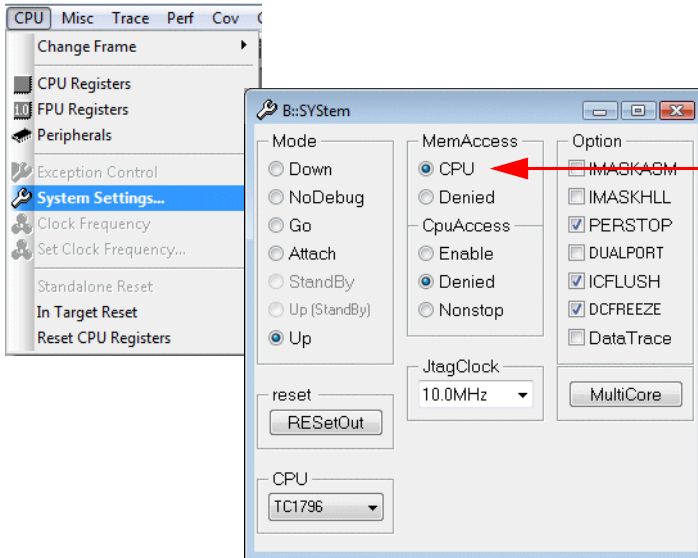 CPU Misc Trace Perf Cov
Change Frame
CPU Registers
FPU Registers
Peripherals
Exception Control
System Settings...
Clock Frequency
Set Clock Frequency...
Standalone Reset
In Target Reset
Reset CPU Registers
B::SYStem
Mode
Down
NoDebug
Go
Attach
StandBy
Up (StandBy)
Up
reset
RESetOut
CPU
TC1796
MemAccess
CPU
Denied
CpuAccess
Enable
Denied
Nonstop
JtagClock
10.0MHz
Option
IMASKASM
IMASKHLL
PERSTOP
DUALPORT
ICFLUSH
DCFREEZE
DataTrace
MultiCore